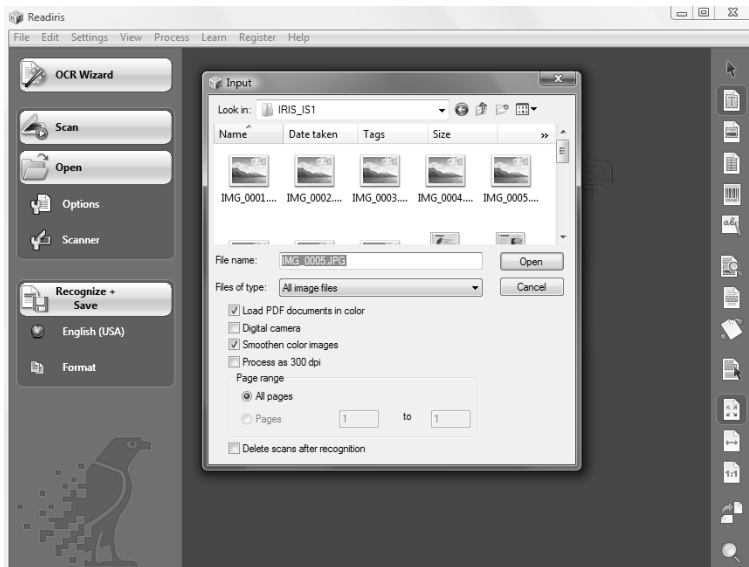 Readiris
File Edit Settings View Process Learn Register Help
OCR Wizard
Scan
Open
Options
Scanner
Recognize +
Save
English (USA)
Format
Input
Look in: IRIS_IS1
Name Date taken Tags Size »
IMG_0001.... IMG_0002.... IMG_0003.... IMG_0004.... IMG_0005....
File name: IMG_0005.JPG Open
Files of type: All image files Cancel
Load PDF documents in color
Digital camera
Smoothen color images
Process as 300 dpi
Page range
All pages
Pages 1 to 1
Delete scans after recognition
1:1